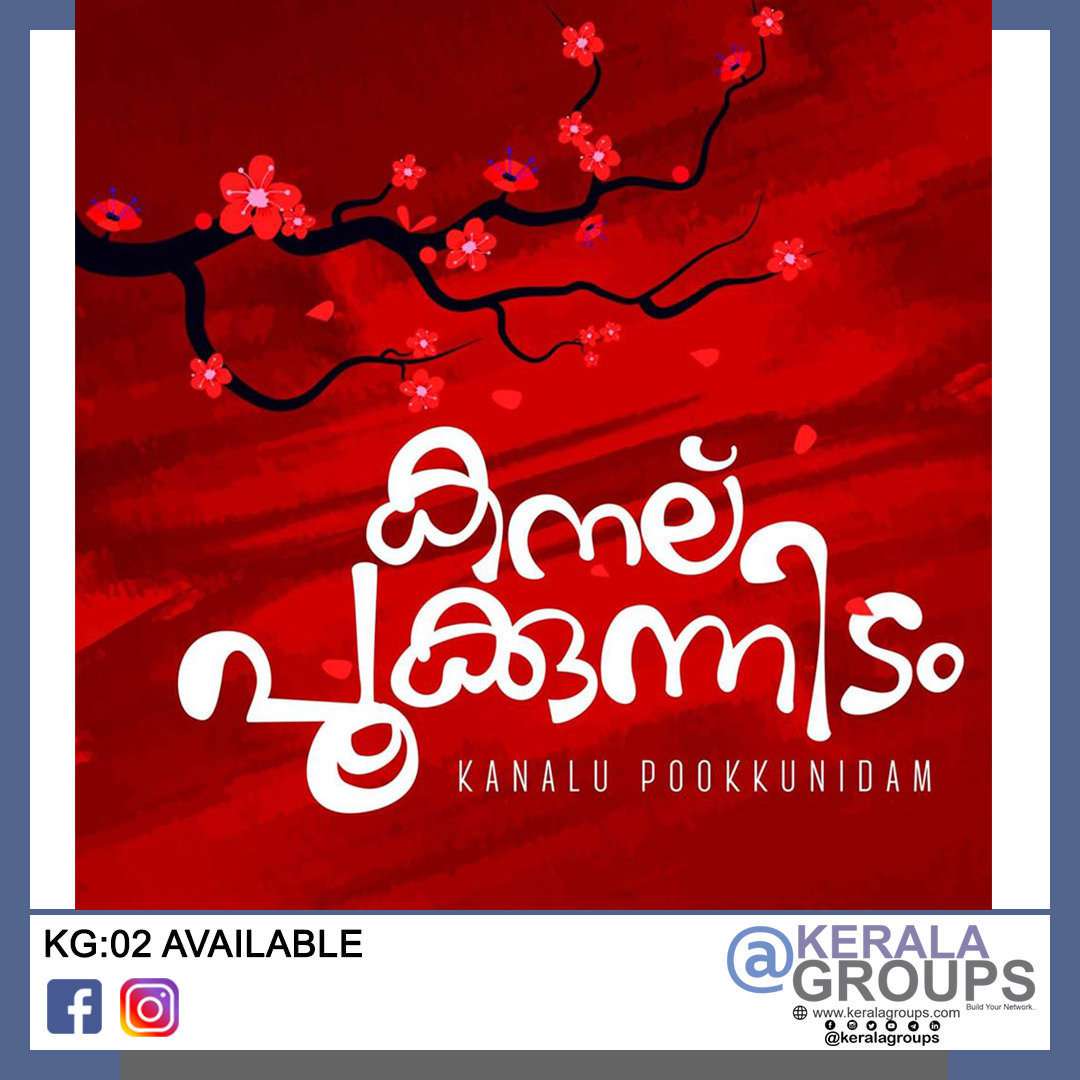 കനല്
പൂക്കുന്നിടം
KANALU POOKKUNIDAM
KG:02 AVAILABLE
@KERALA
GROUPS
Build Your Network..
www.keralagroups.com
@keralagroups